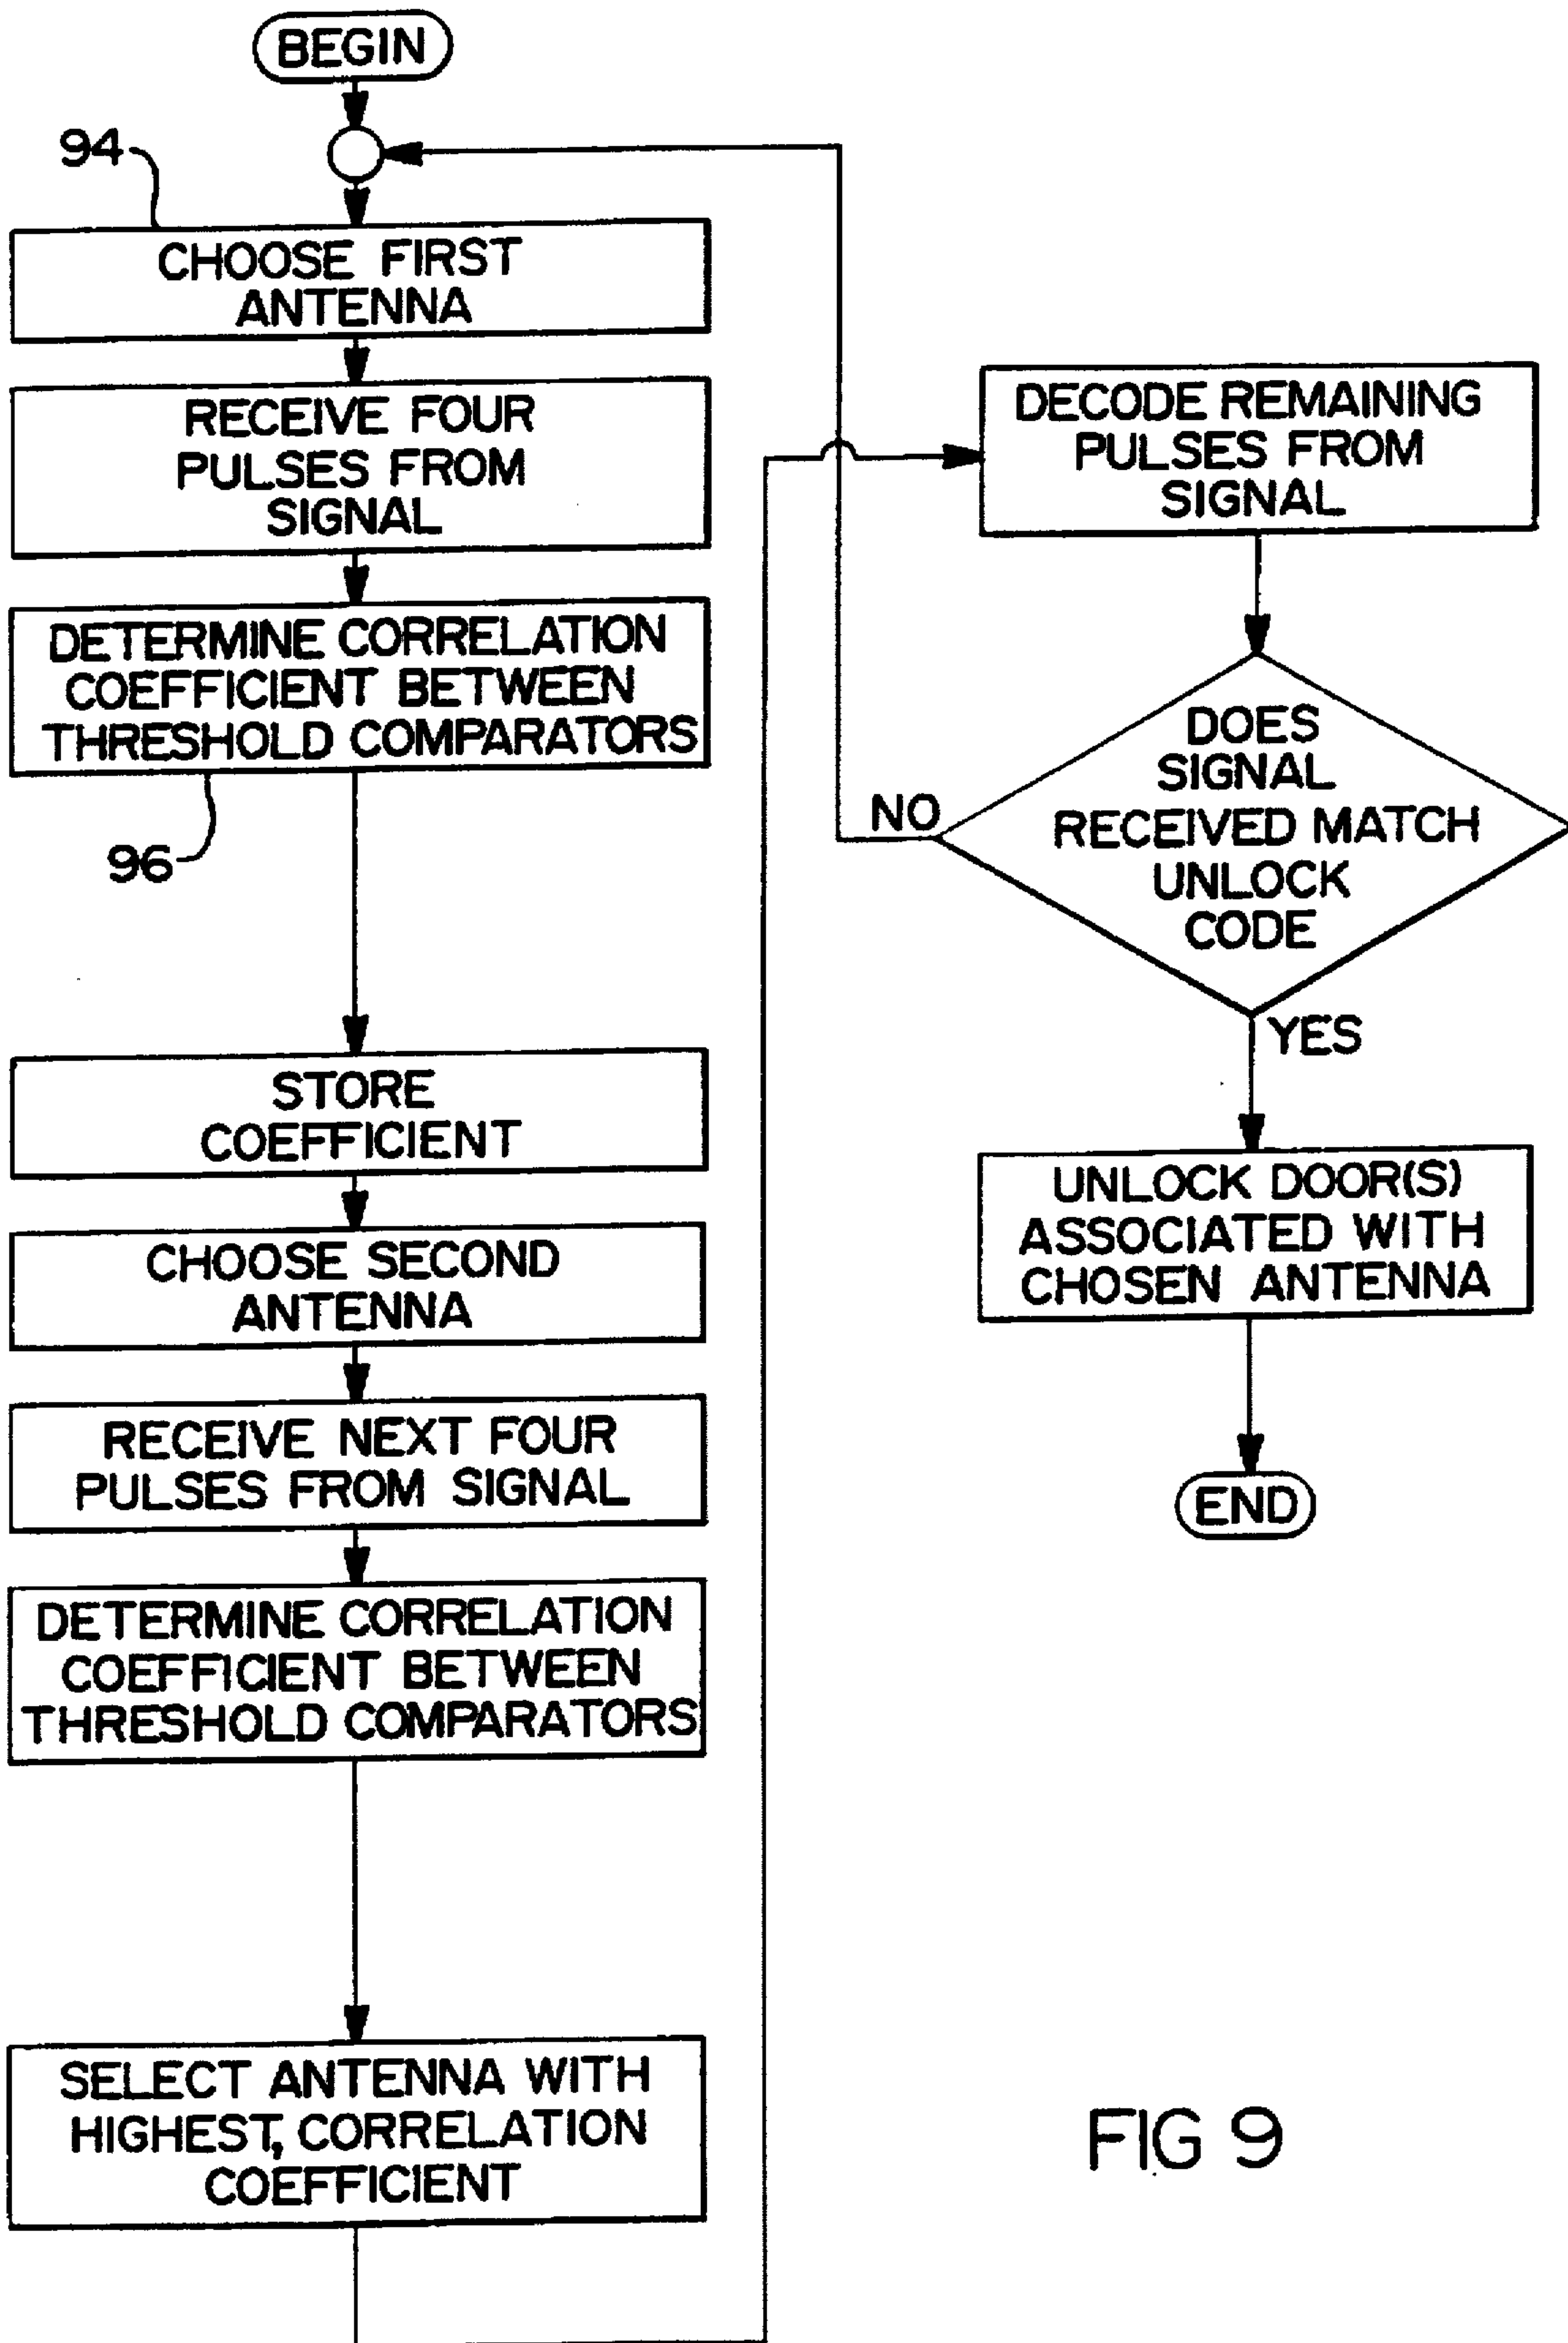 BEGIN
94
CHOOSE FIRST
ANTENNA
RECEIVE FOUR
PULSES FROM
SIGNAL
DETERMINE CORRELATION
COEFFICIENT BETWEEN
THRESHOLD COMPARATORS
96
STORE
COEFFICIENT
CHOOSE SECOND
ANTENNA
RECEIVE NEXT FOUR
PULSES FROM SIGNAL
DETERMINE CORRELATION
COEFFICIENT BETWEEN
THRESHOLD COMPARATORS
SELECT ANTENNA WITH
HIGHEST, CORRELATION
COEFFICIENT
DECODE REMAINING
PULSES FROM
SIGNAL
DOES
SIGNAL
RECEIVED MATCH
UNLOCK
CODE
NO
YES
UNLOCK DOOR(S)
ASSOCIATED WITH
CHOSEN ANTENNA
END
FIG 9